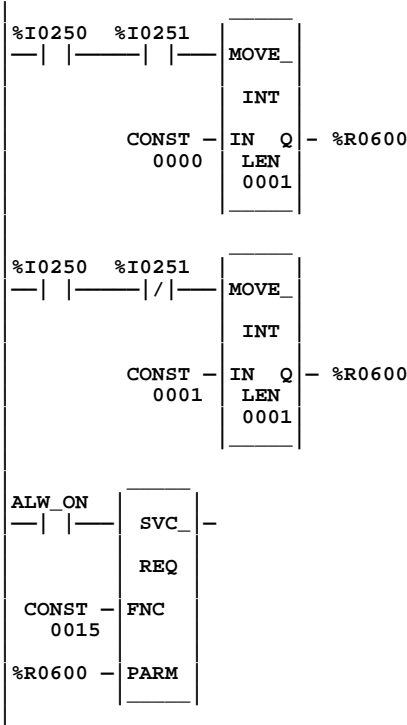 %I0250 %I0251
MOVE_
INT
CONST IN Q %R0600
0000 LEN
0001
%I0250 %I0251
MOVE_
INT
CONST IN Q %R0600
0001 LEN
0001
ALW_ON
SVC_
REQ
CONST FNC
0015
%R0600 PARM